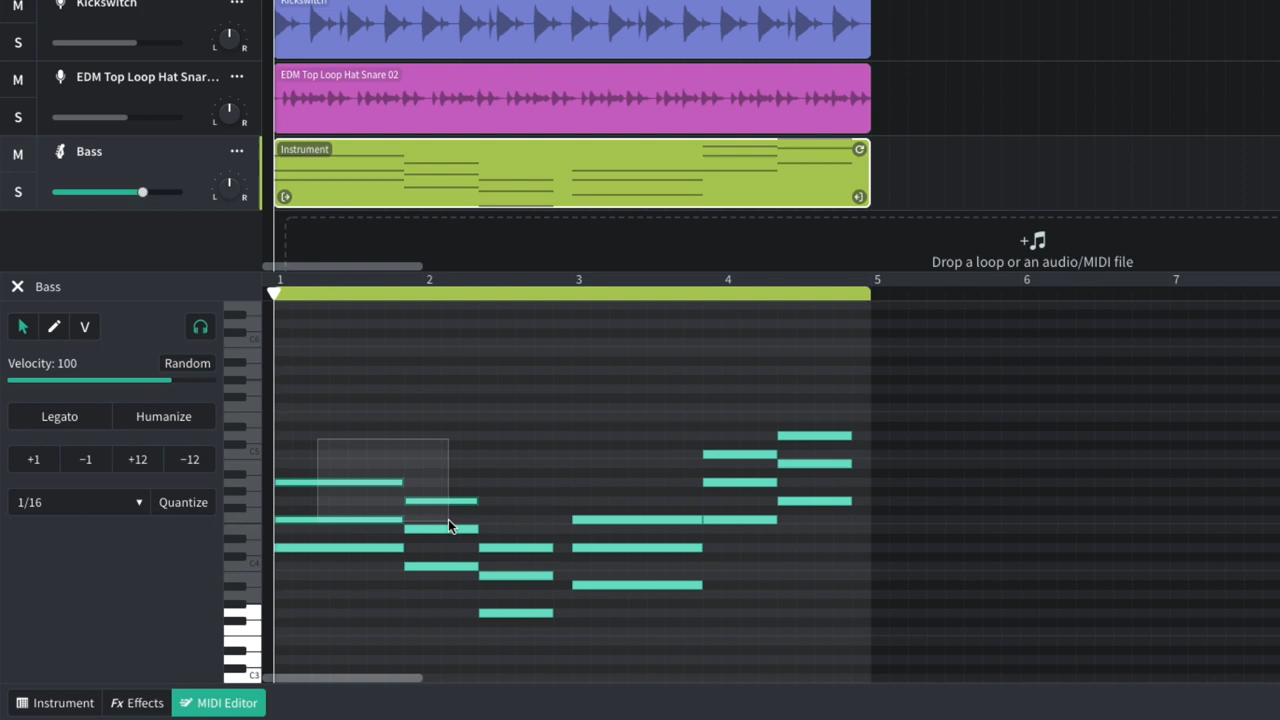 M
Kickswitch
...
Kickswitch
S
L R
M
EDM Top Loop Hat Snar...
...
EDM Top Loop Hat Snare 02
S
L R
M
Bass
...
Instrument
S
L R
+
Drop a loop or an audio/MIDI file
1 2 3 4 5 6 7
Bass
V
C6
Velocity: 100
Random
Legato
Humanize
+1
−1
+12
−12
C5
1/16
Quantize
C4
C3
Instrument
Fx Effects
MIDI Editor